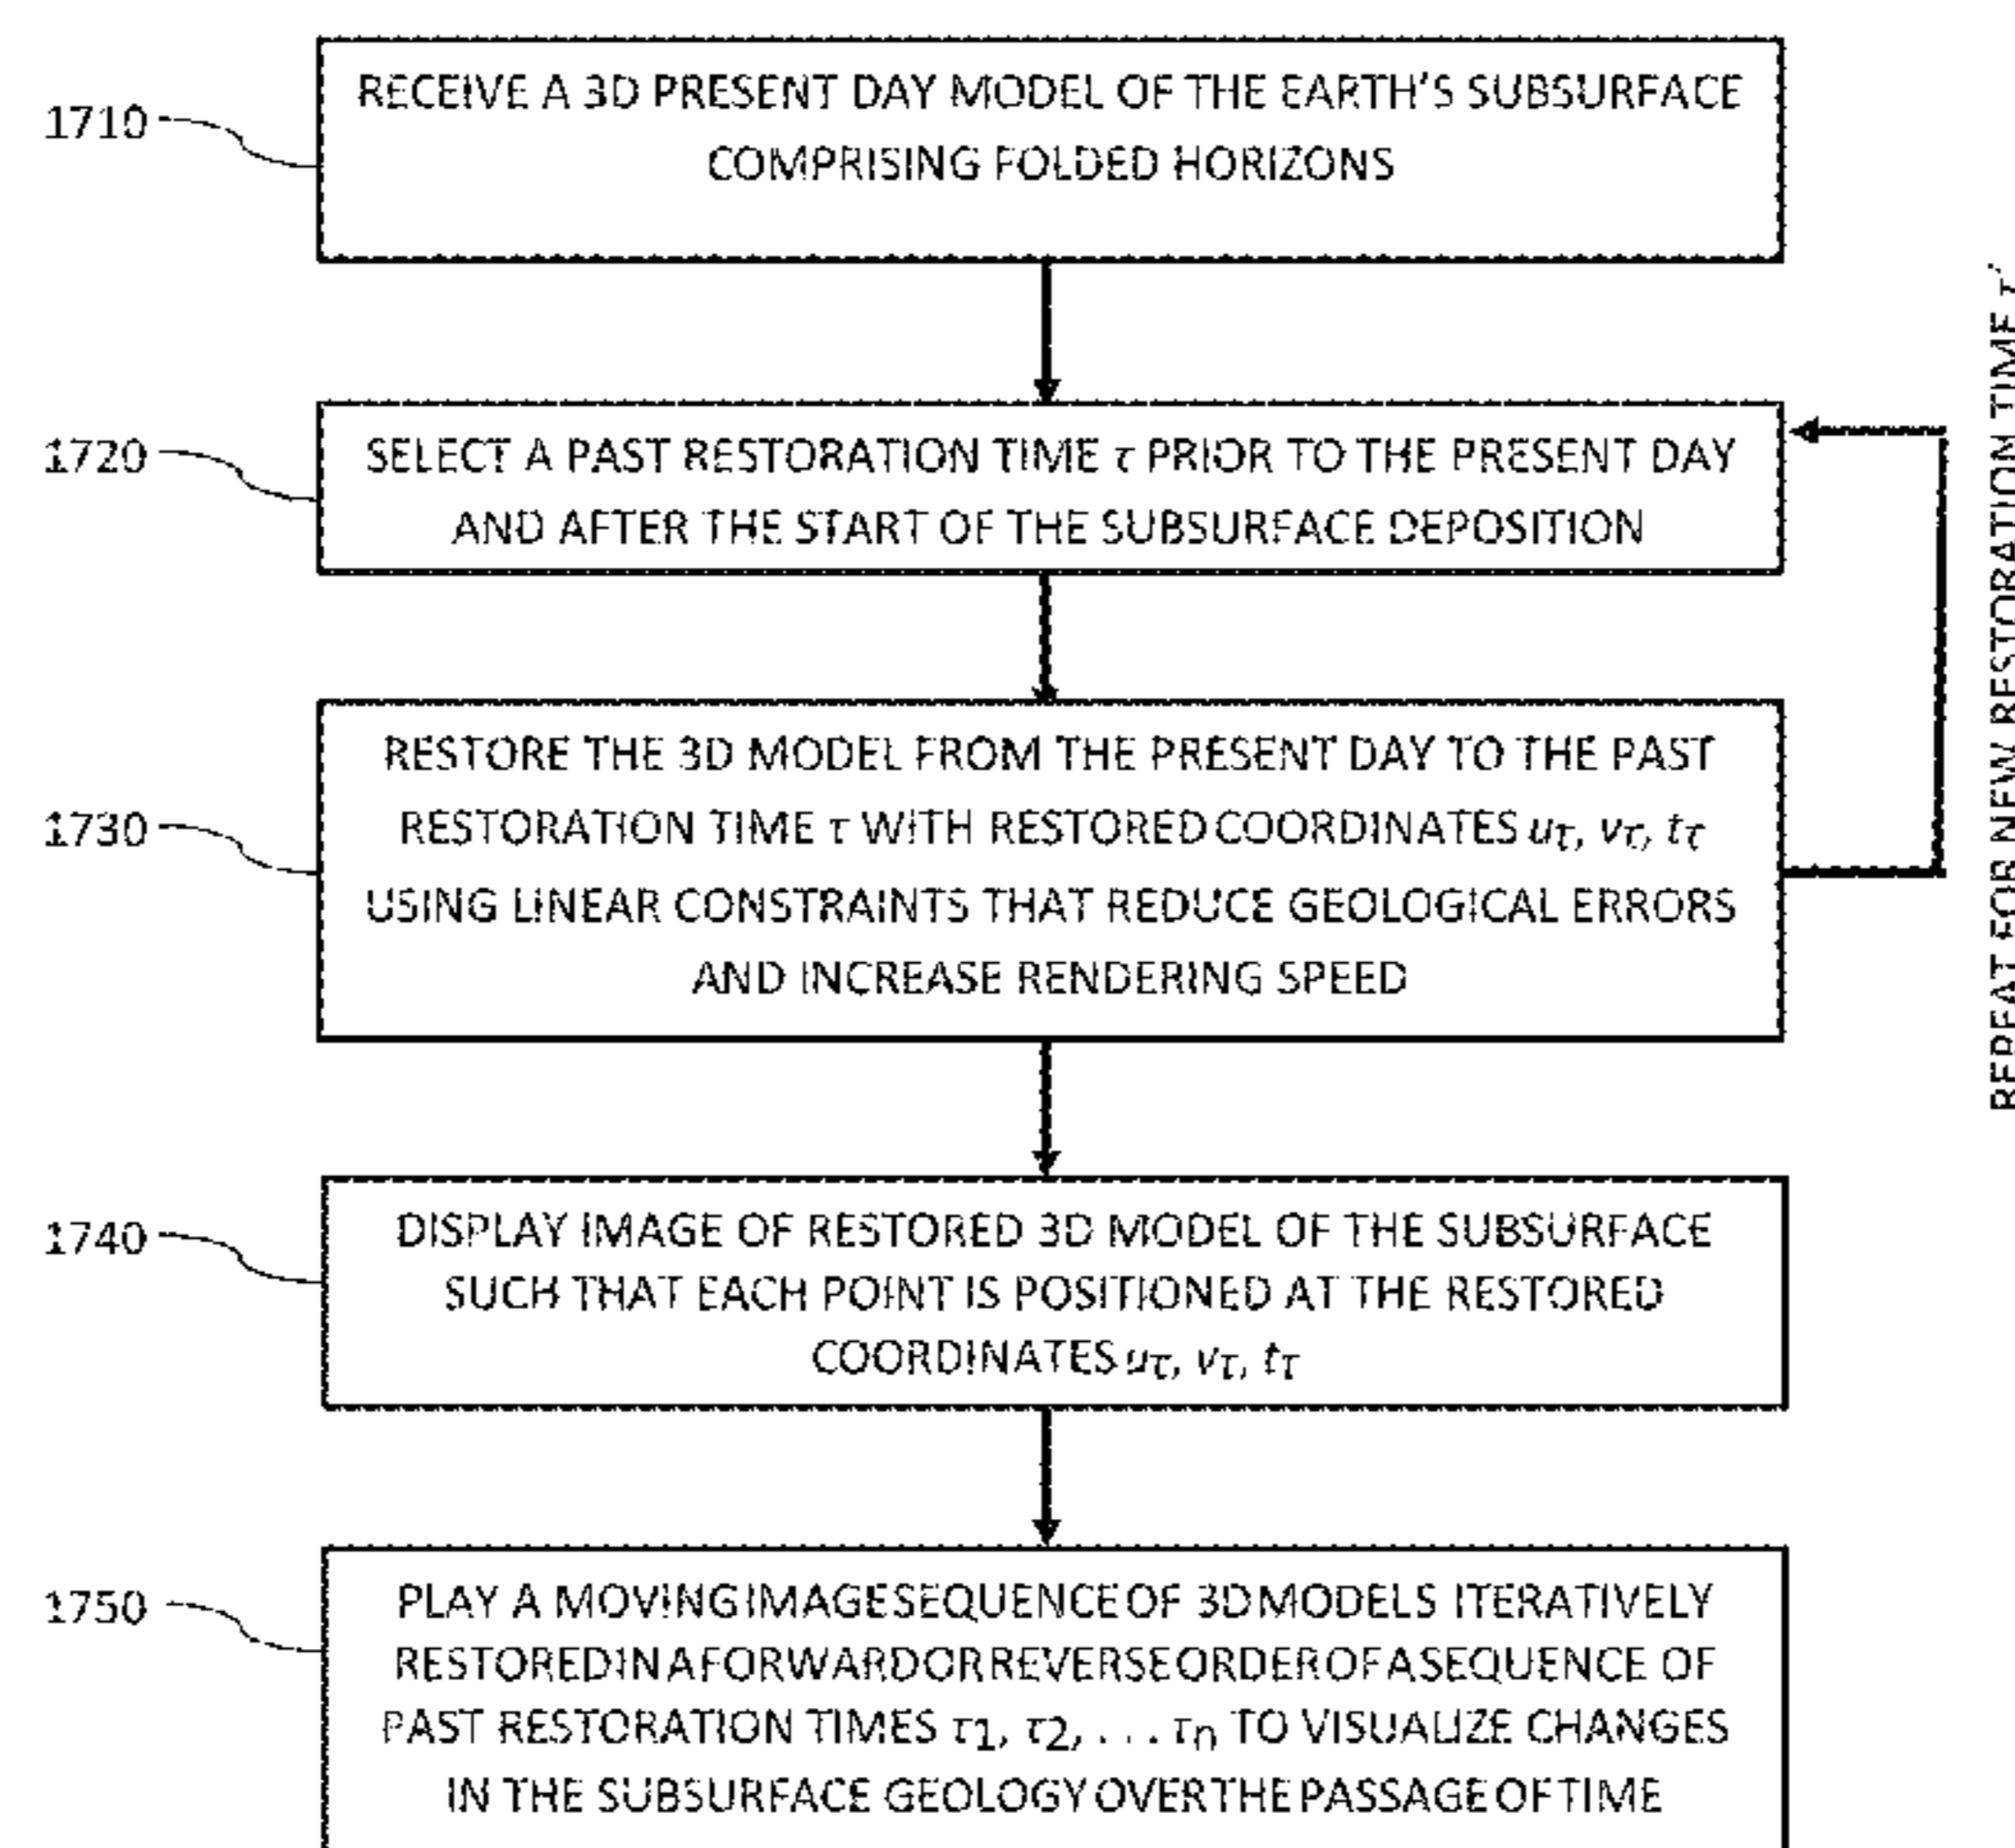 1710
RECEIVE A 3D PRESENT DAY MODEL OF THE EARTH'S SUBSURFACE
COMPRISING FOLDED HORIZONS
1720
SELECT A PAST RESTORATION TIME τ PRIOR TO THE PRESENT DAY
AND AFTER THE START OF THE SUBSURFACE DEPOSITION
REPEAT FOR NEW RESTORATION TIME τ'
1730
RESTORE THE 3D MODEL FROM THE PRESENT DAY TO THE PAST
RESTORATION TIME τ WITH RESTORED COORDINATES uτ, vτ, tτ
USING LINEAR CONSTRAINTS THAT REDUCE GEOLOGICAL ERRORS
AND INCREASE RENDERING SPEED
1740
DISPLAY IMAGE OF RESTORED 3D MODEL OF THE SUBSURFACE
SUCH THAT EACH POINT IS POSITIONED AT THE RESTORED
COORDINATES uτ, vτ, tτ
1750
PLAY A MOVING IMAGE SEQUENCE OF 3D MODELS ITERATIVELY
RESTORED IN A FORWARD OR REVERSE ORDER OF A SEQUENCE OF
PAST RESTORATION TIMES τ1, τ2, . . . τn TO VISUALIZE CHANGES
IN THE SUBSURFACE GEOLOGY OVER THE PASSAGE OF TIME